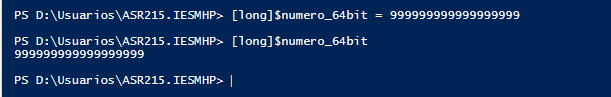 PS D:\Usuarios\ASR215.IESMHP> [long]$numero_64bit = 999999999999999999
PS D:\Usuarios\ASR215.IESMHP> [long]$numero_64bit
999999999999999999
PS D:\Usuarios\ASR215.IESMHP>